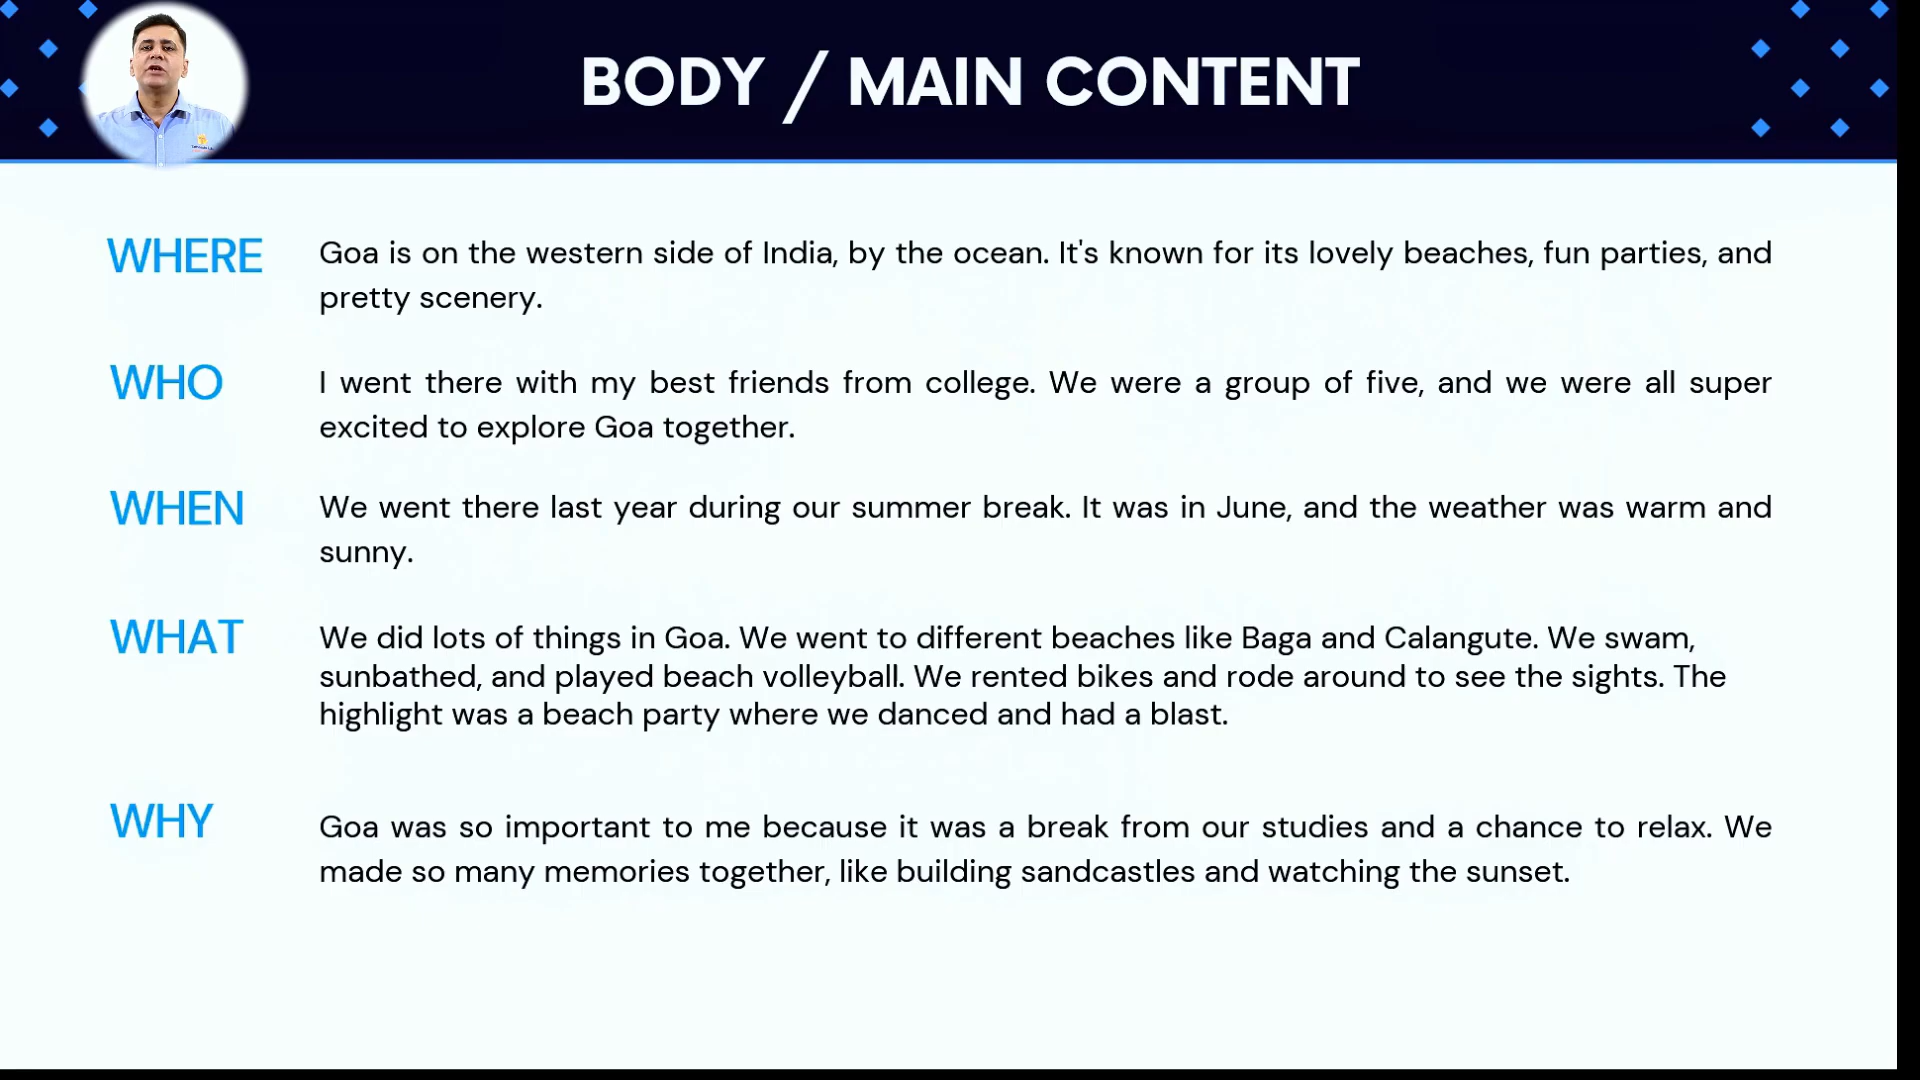 BODY / MAIN CONTENT
WHERE
Goa is on the western side of India, by the ocean. It's known for its lovely beaches, fun parties, and
pretty scenery.
WHO
I went there with my best friends from college. We were a group of five, and we were all super
excited to explore Goa together.
WHEN
We went there last year during our summer break. It was in June, and the weather was warm and
sunny.
WHAT
We did lots of things in Goa. We went to different beaches like Baga and Calangute. We swam,
sunbathed, and played beach volleyball. We rented bikes and rode around to see the sights. The
highlight was a beach party where we danced and had a blast.
WHY
Goa was so important to me because it was a break from our studies and a chance to relax. We
made so many memories together, like building sandcastles and watching the sunset.